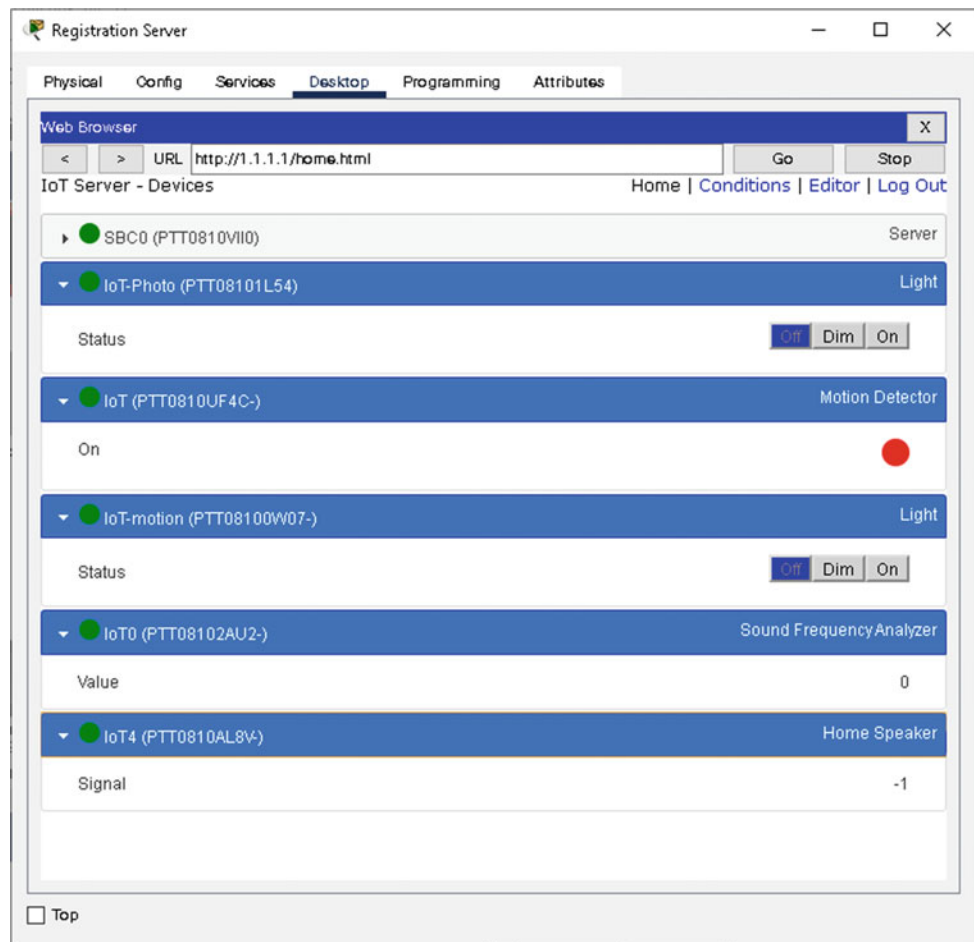 Registration Server
Physical Config Services Desktop Programming Attributes
Web Browser X
< > URL http://1.1.1.1/home.html Go Stop
IoT Server - Devices Home | Conditions | Editor | Log Out
SBC0 (PTT0810VII0) Server
IoT-Photo (PTT08101L54) Light
Status Off Dim On
IoT (PTT0810UF4C-) Motion Detector
On
IoT-motion (PTT08100W07-) Light
Status Off Dim On
IoT0 (PTT08102AU2-) Sound Frequency Analyzer
Value 0
IoT4 (PTT0810AL8V-) Home Speaker
Signal -1
Top